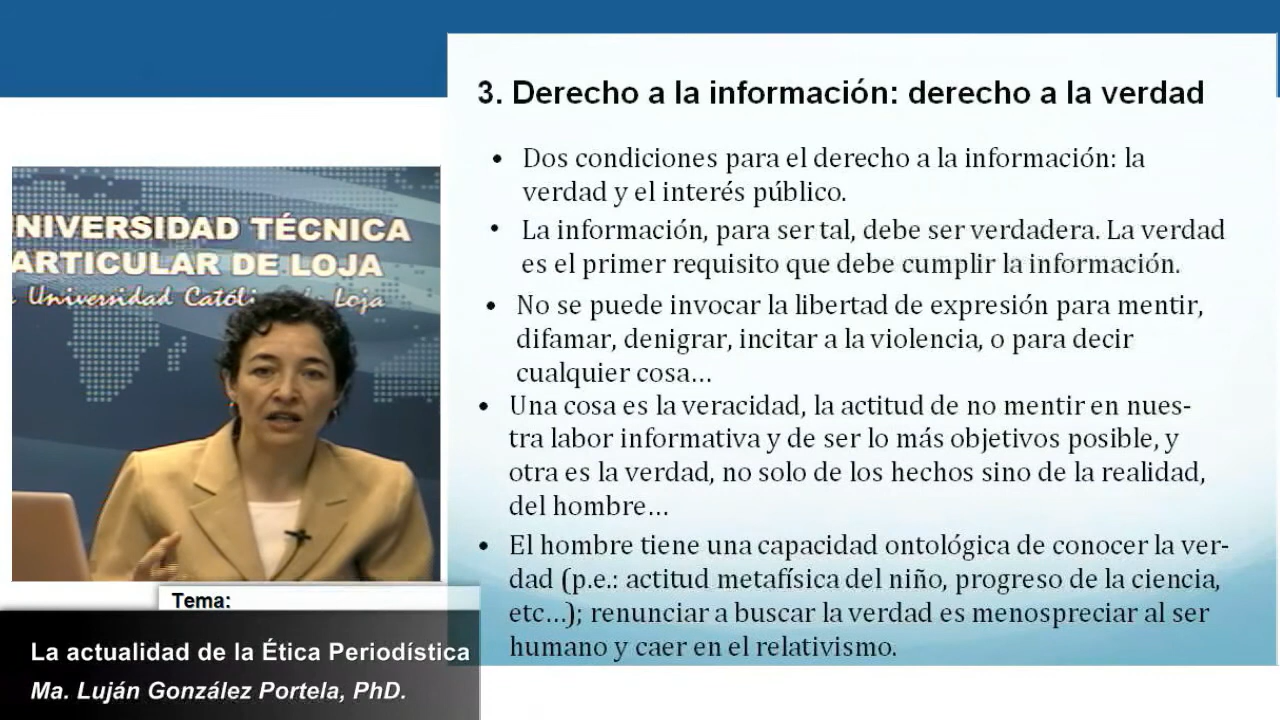 3. Derecho a la información: derecho a la verdad
• Dos condiciones para el derecho a la información: la
verdad y el interés público.
• La información, para ser tal, debe ser verdadera. La verdad
es el primer requisito que debe cumplir la información.
• No se puede invocar la libertad de expresión para mentir,
difamar, denigrar, incitar a la violencia, o para decir
cualquier cosa...
• Una cosa es la veracidad, la actitud de no mentir en nues-
tra labor informativa y de ser lo más objetivos posible, y
otra es la verdad, no solo de los hechos sino de la realidad,
del hombre...
• El hombre tiene una capacidad ontológica de conocer la ver-
dad (p.e.: actitud metafísica del niño, progreso de la ciencia,
etc...); renunciar a buscar la verdad es menospreciar al ser
humano y caer en el relativismo.
NIVERSIDAD TÉCNICA
ARTICULAR DE LOJA
Universidad Católi Loja
Tema:
La actualidad de la Ética Periodística
Ma. Luján González Portela, PhD.